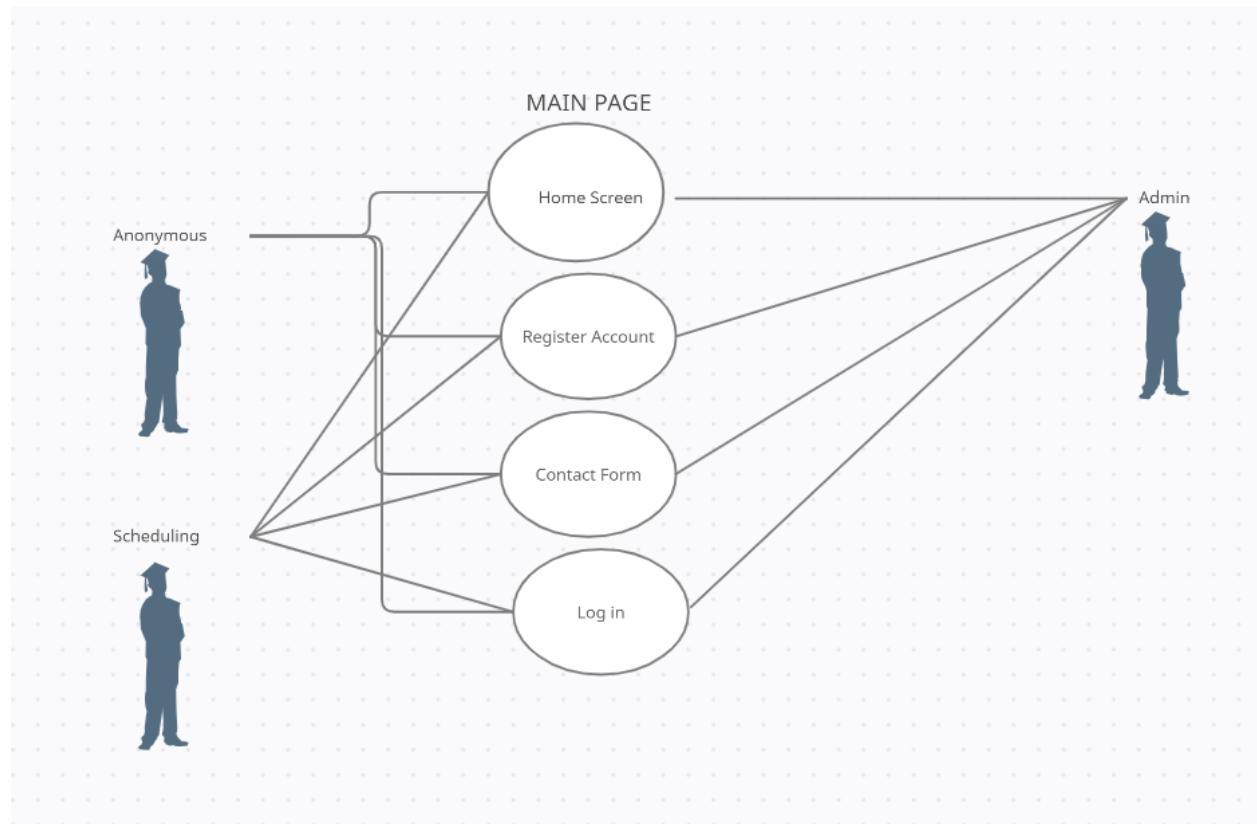 MAIN PAGE
Home Screen
Admin
Anonymous
Register Account
Contact Form
Scheduling
Log in